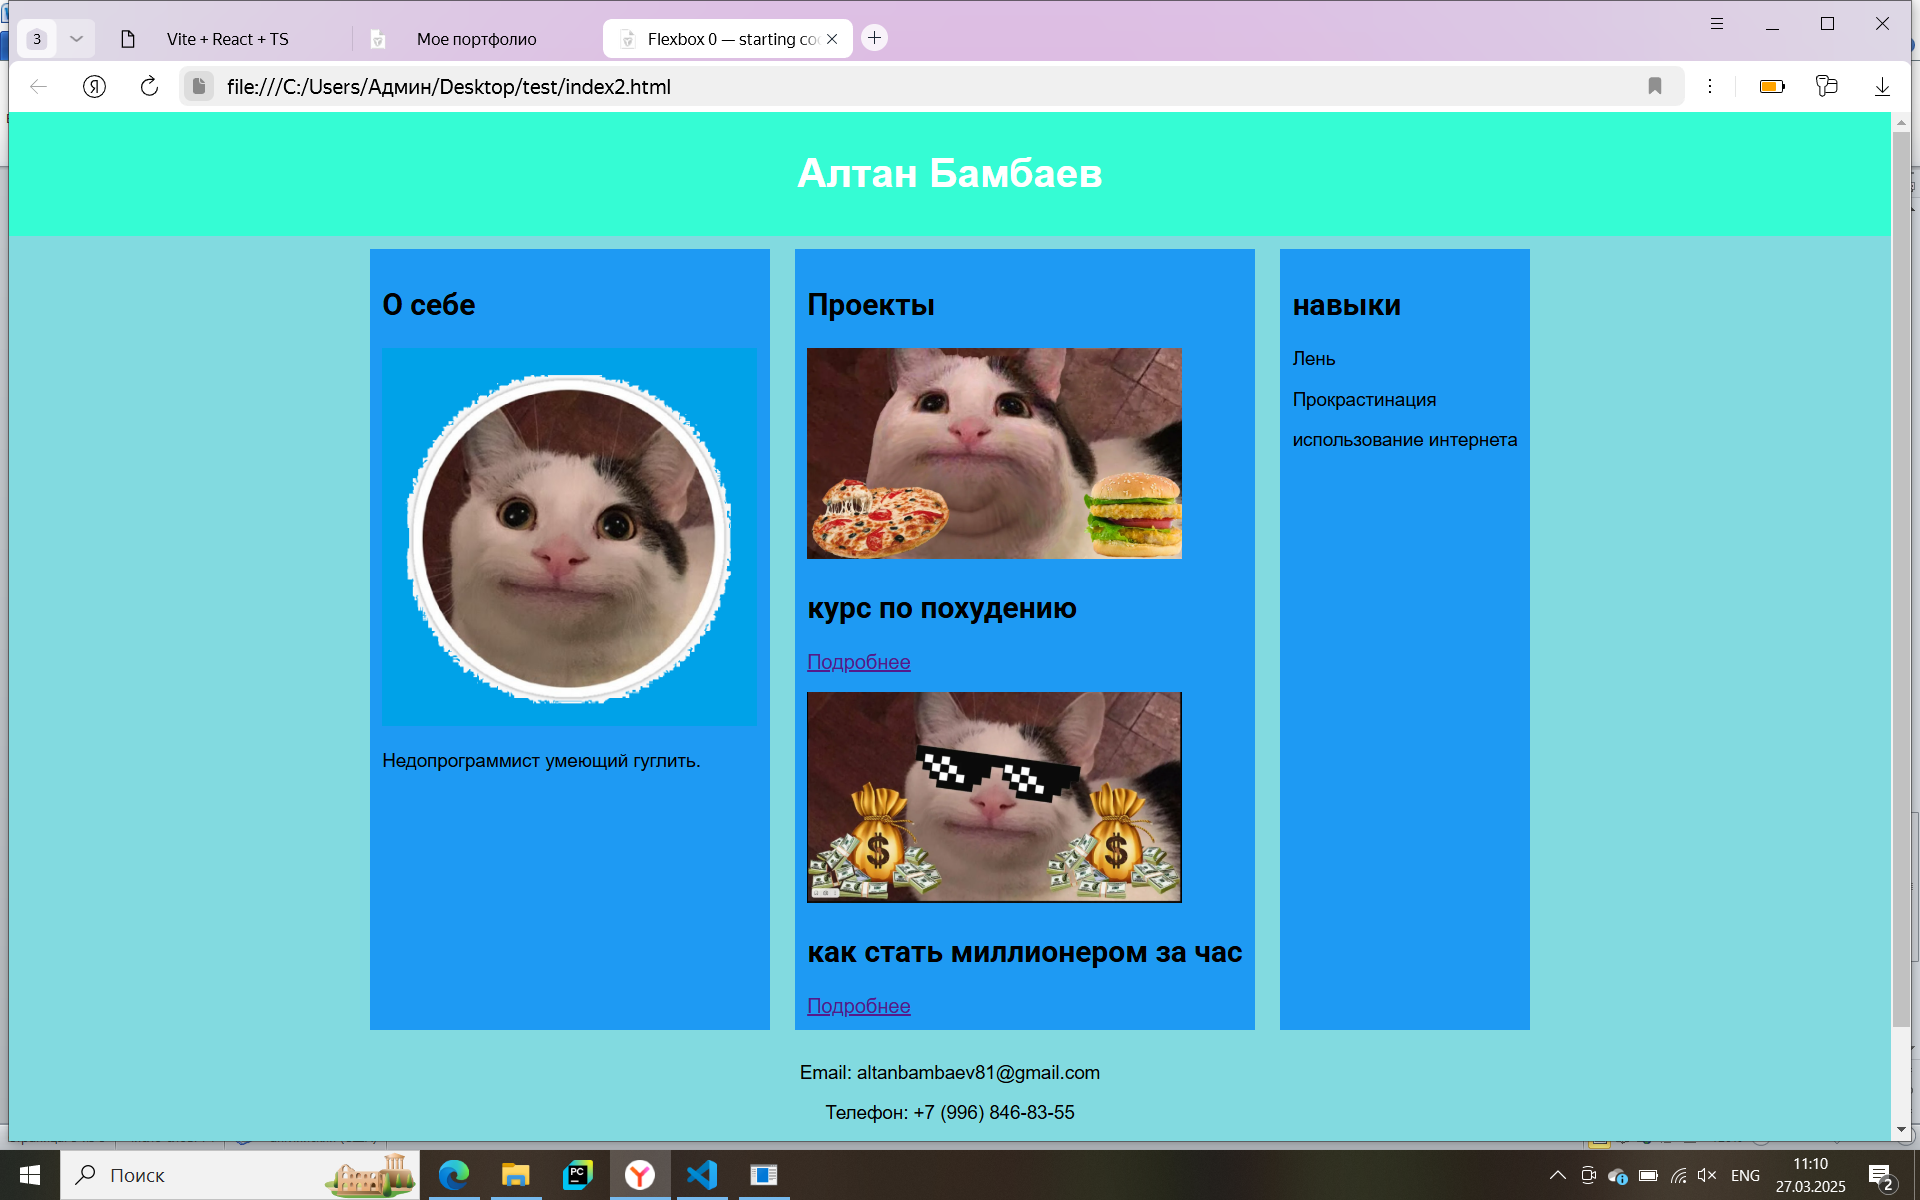 3
Vite + React + TS
Мое портфолио
Flexbox 0 — starting co
file:///C:/Users/Админ/Desktop/test/index2.html
Алтан Бамбаев
О себе
Недопрограммист умеющий гуглить.
Проекты
курс по похудению
Подробнее
как стать миллионером за час
Подробнее
навыки
Лень
Прокрастинация
использование интернета
Email: altanbambaev81@gmail.com
Телефон: +7 (996) 846-83-55
Поиск
ENG
11:10
27.03.2025
2